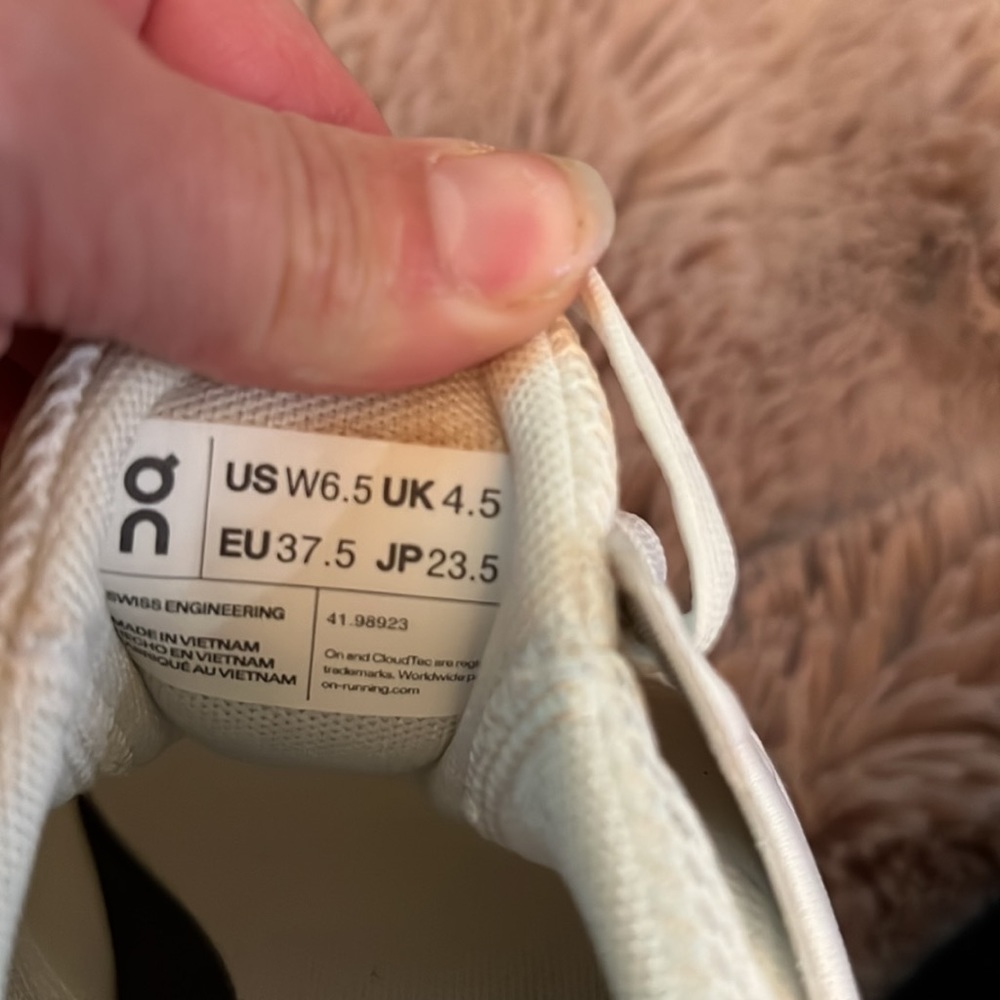 on
US W6.5 UK 4.5
EU 37.5 JP 23.5
SWISS ENGINEERING
MADE IN VIETNAM
EN VIETNAM
AU VIETNAM
41.98923
On and CloudTec are
trademarks. Worldwide
on-running.com